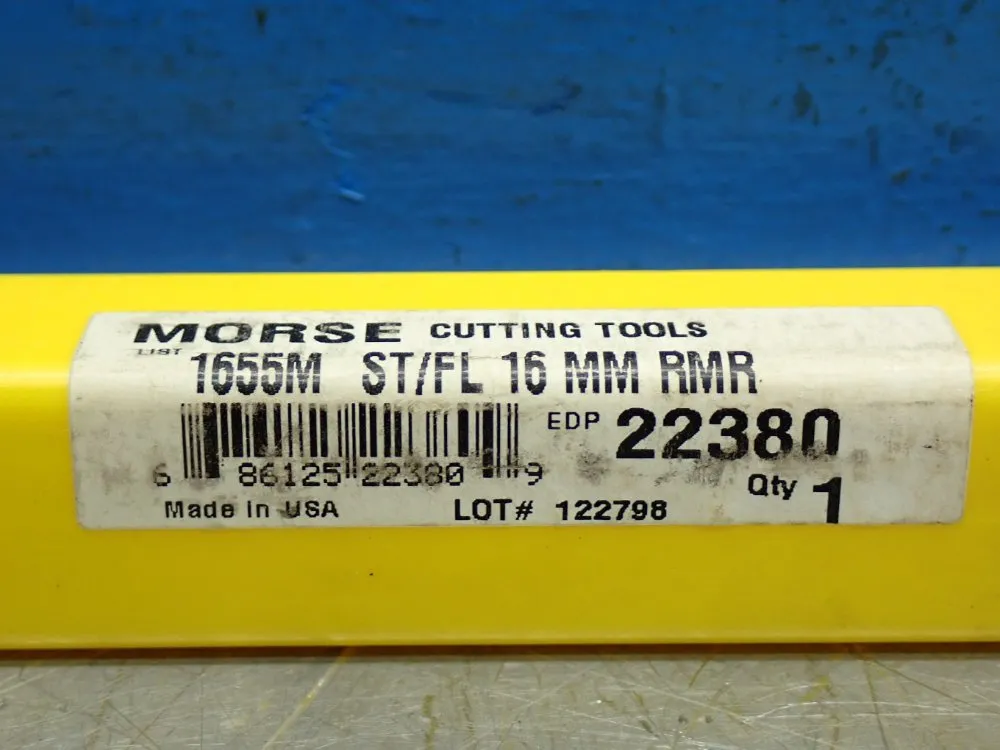 MORSE CUTTING TOOLS
LIST 1655M ST/FL 16 MM RMR
EDP 22380
6 86125 22380 9
Qty 1
Made in USA LOT# 122798